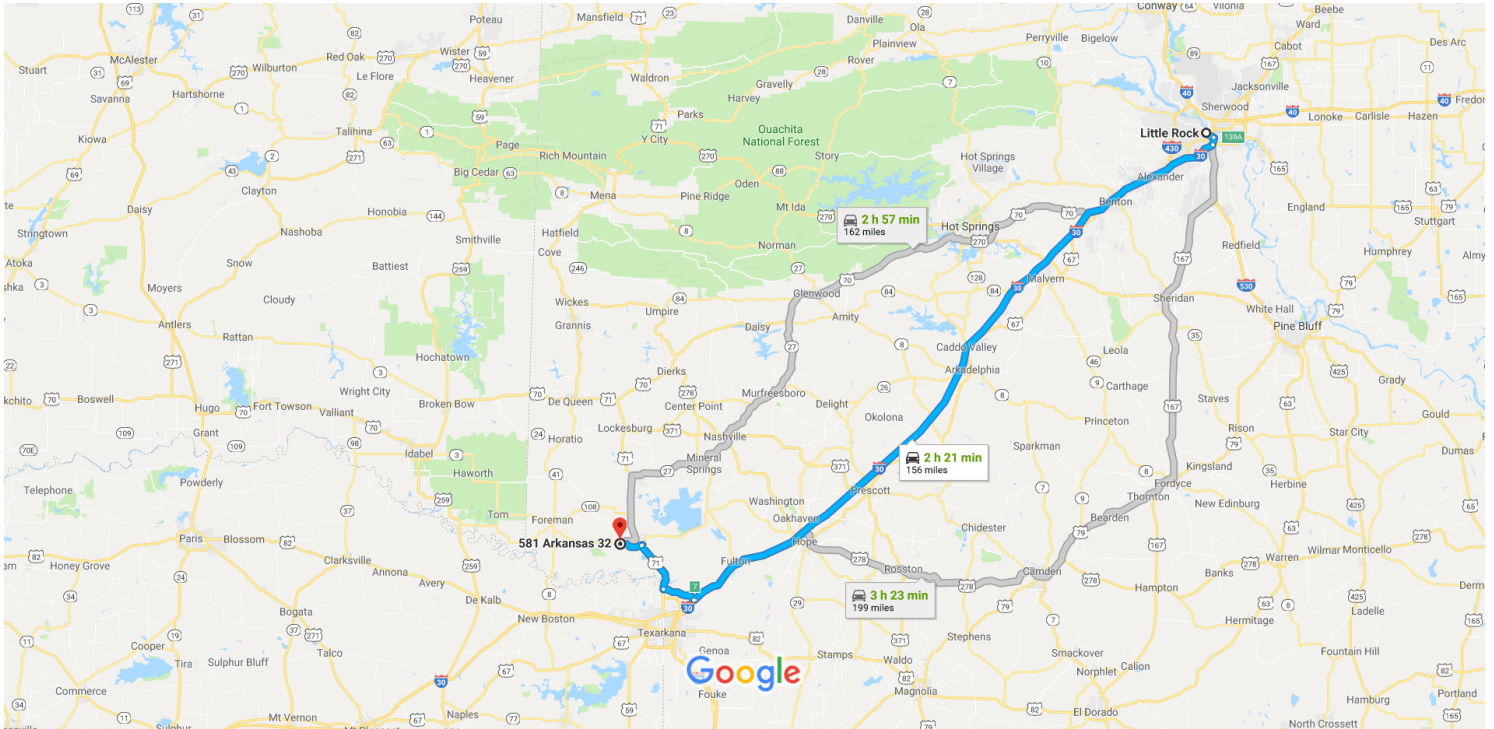 Poteau
Mansfield
Danville
Ola
Conway
Vilonia
Beebe
Ward
Stuart
McAlester
Wilburton
Red Oak
Wister
Le Flore
Heavener
Waldron
Gravelly
Plainview
Rover
Perryville
Bigelow
Cabot
Des Arc
Savanna
Hartshorne
Harvey
Jacksonville
Sherwood
Kiowa
Talihina
Page
Parks
Y City
Ouachita
National Forest
Little Rock
139A
Lonoke
Carlisle
Hazen
Big Cedar
Rich Mountain
Story
Hot Springs
Village
Alexander
Clayton
Mena
Pine Ridge
Oden
Mt Ida
Benton
England
Stuttgart
Daisy
Honobia
2 h 57 min
162 miles
Hot Springs
Stringtown
Nashoba
Smithville
Hatfield
Cove
Norman
Redfield
Humphrey
Almy
Atoka
Snow
Battiest
Malvern
Moyers
Cloudy
Wickes
Glenwood
Sheridan
White Hall
Pine Bluff
Antlers
Rattan
Grannis
Umpire
Daisy
Amity
Hochatown
Caddo Valley
Leola
Wright City
Dierks
Arkadelphia
Carthage
Grady
Boswell
Hugo
Fort Towson
Valliant
Broken Bow
De Queen
Center Point
Murfreesboro
Delight
Okolona
Princeton
Staves
Gould
Grant
Horatio
Lockesburg
Nashville
Rison
Star City
Idabel
Haworth
Mineral
Springs
2 h 21 min
156 miles
Sparkman
Kingsland
Dumas
Telephone
Powderly
Prescott
Fordyce
Herbine
Tom
Foreman
Washington
Oakhaven
Thornton
New Edinburg
Bearden
Chidester
Paris
Blossom
581 Arkansas 32
Hope
Warren
Wilmar
Monticello
Honey Grove
Clarksville
Annona
Avery
Fulton
Rosston
Camden
Hampton
Banks
De Kalb
3 h 23 min
199 miles
Bogata
New Boston
Texarkana
Ladelle
Hermitage
Cooper
Talco
Genoa
Stephens
Stamps
Waldo
Smackover
Fountain Hill
Tira
Sulphur Bluff
Google
Norphlet
Calion
Commerce
Fouke
Magnolia
Hamburg
Portland
Mt Vernon
Naples
El Dorado
North Crossett